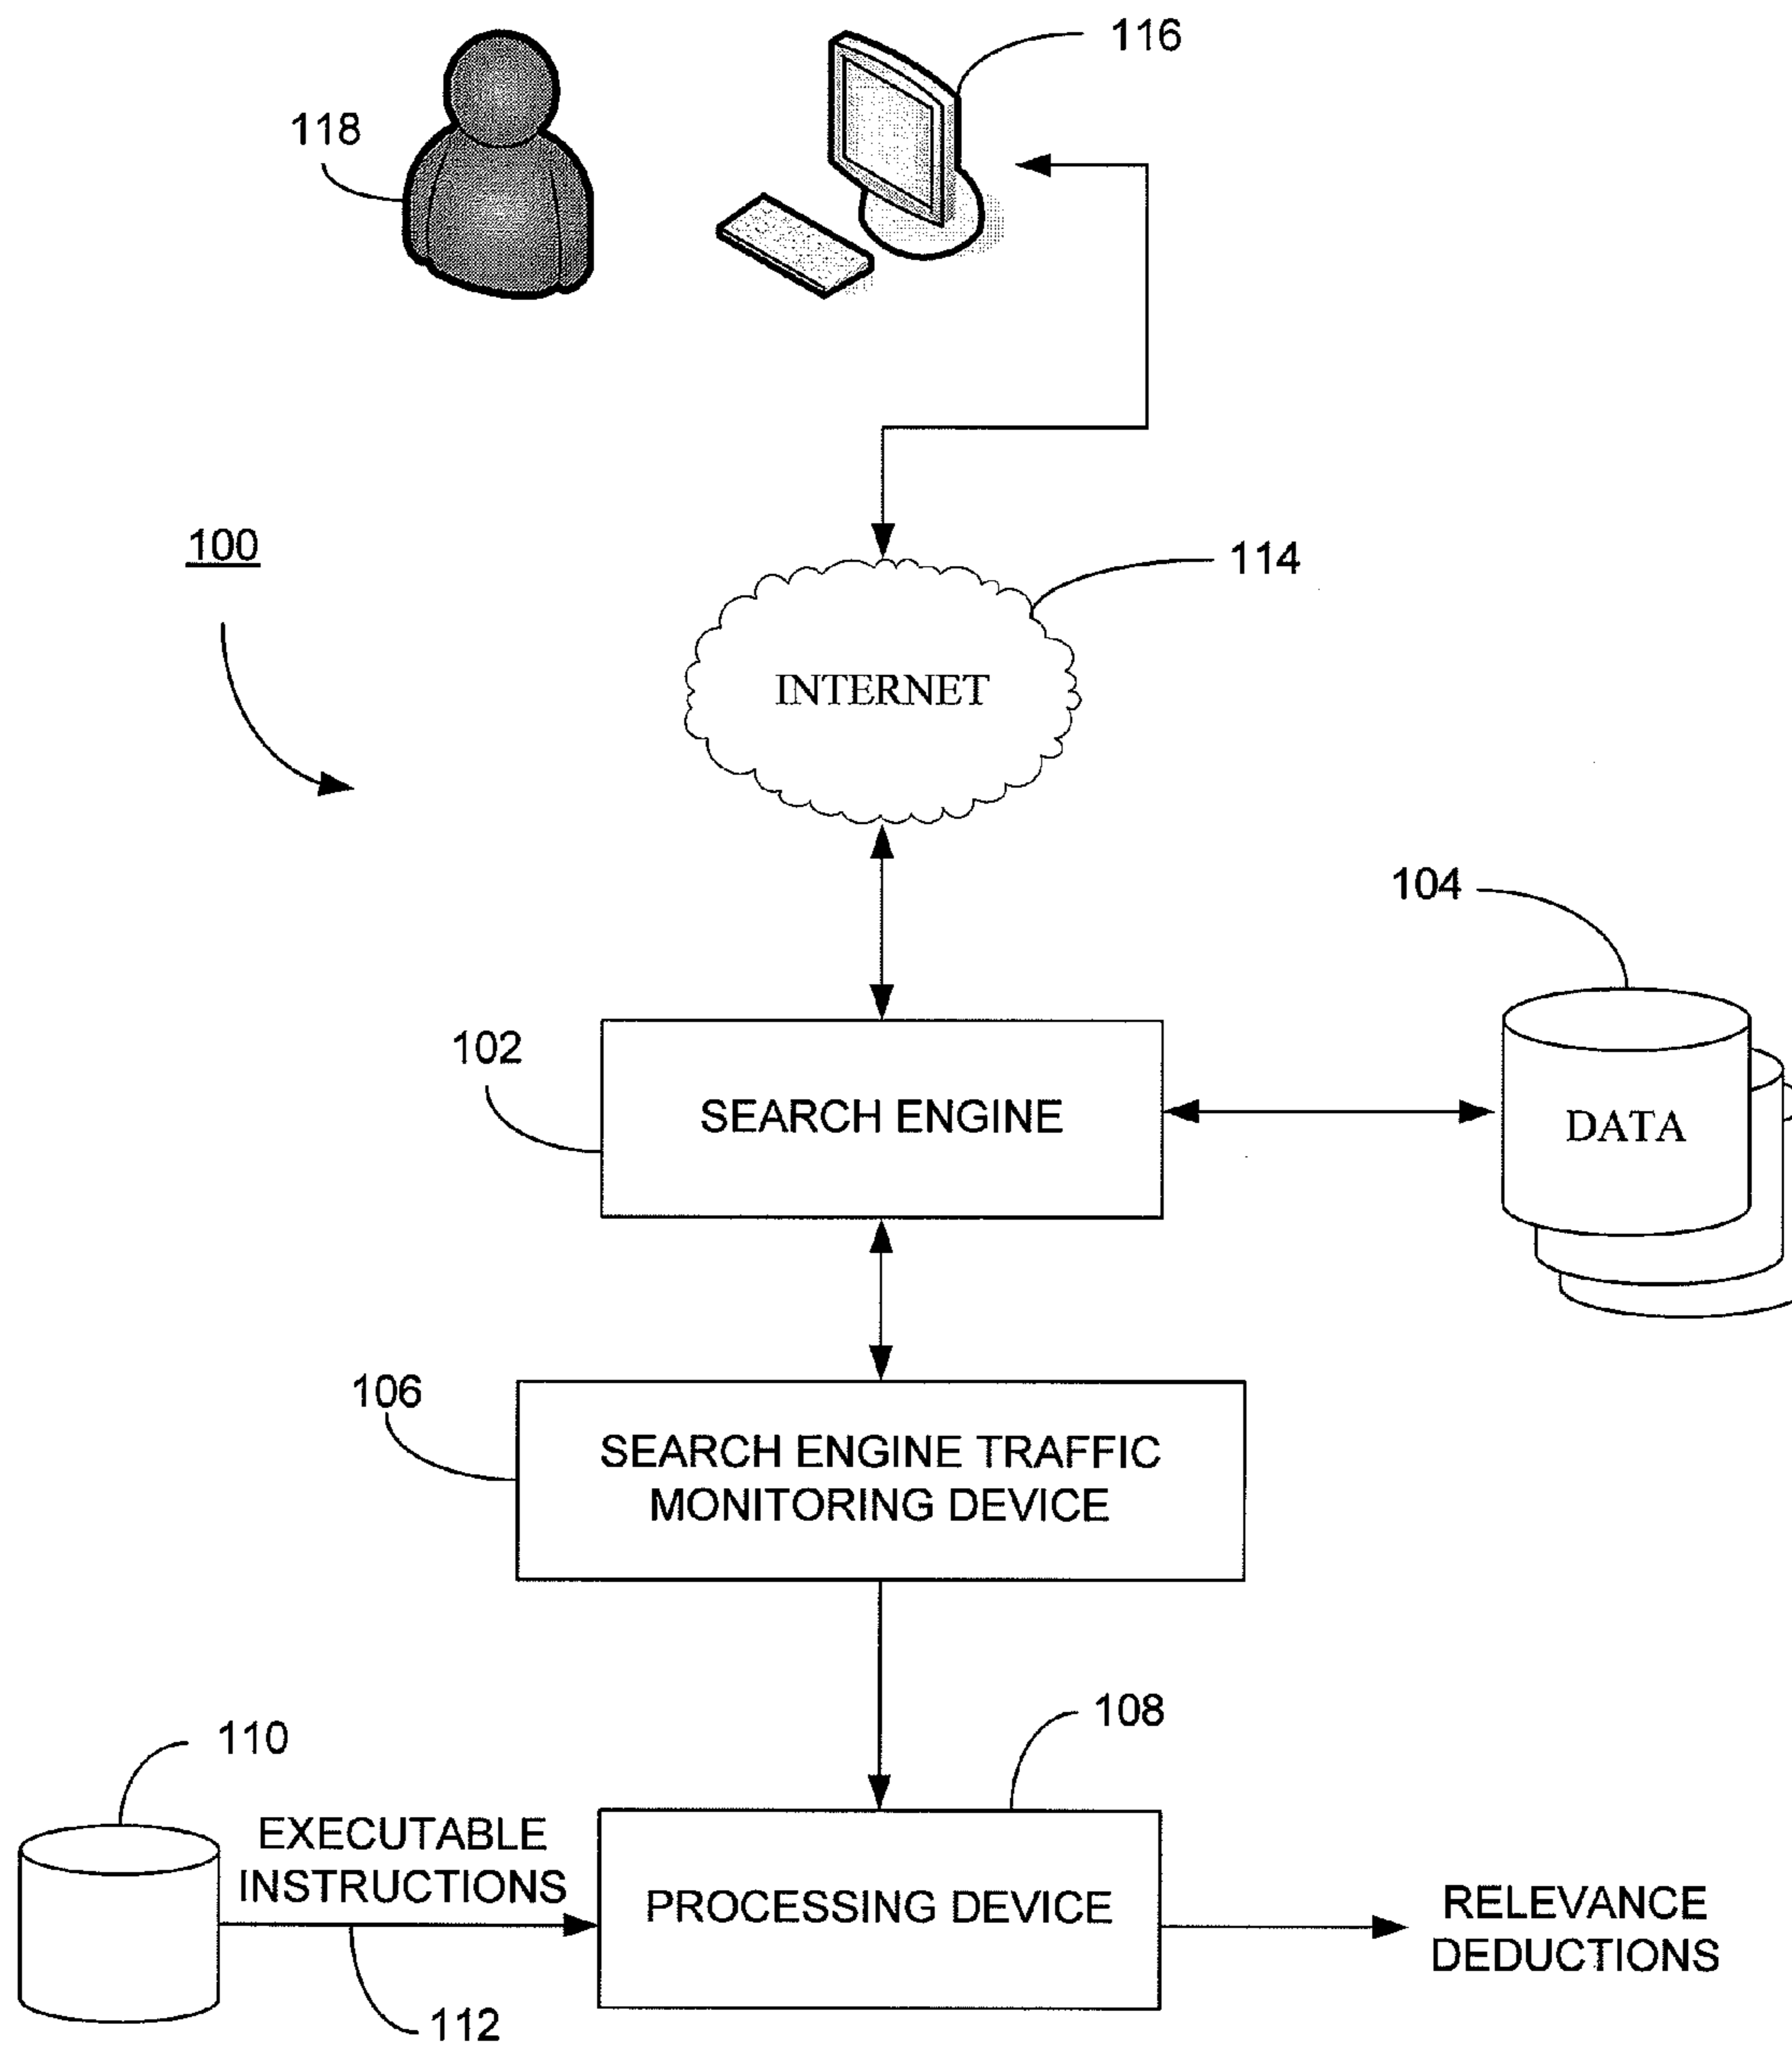 116
118
100
114
INTERNET
104
102
SEARCH ENGINE
DATA
106
SEARCH ENGINE TRAFFIC
MONITORING DEVICE
108
110
EXECUTABLE
INSTRUCTIONS
PROCESSING DEVICE
RELEVANCE
DEDUCTIONS
112